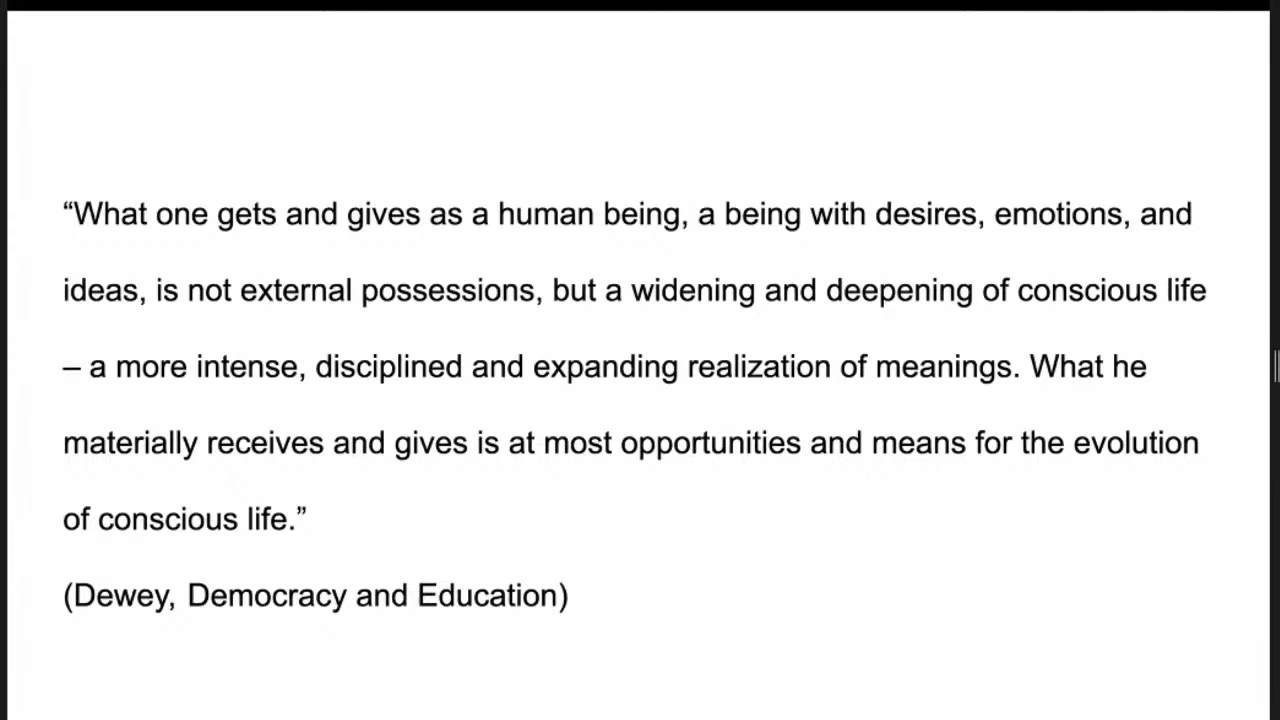 “What one gets and gives as a human being, a being with desires, emotions, and
ideas, is not external possessions, but a widening and deepening of conscious life
– a more intense, disciplined and expanding realization of meanings. What he
materially receives and gives is at most opportunities and means for the evolution
of conscious life.”
(Dewey, Democracy and Education)